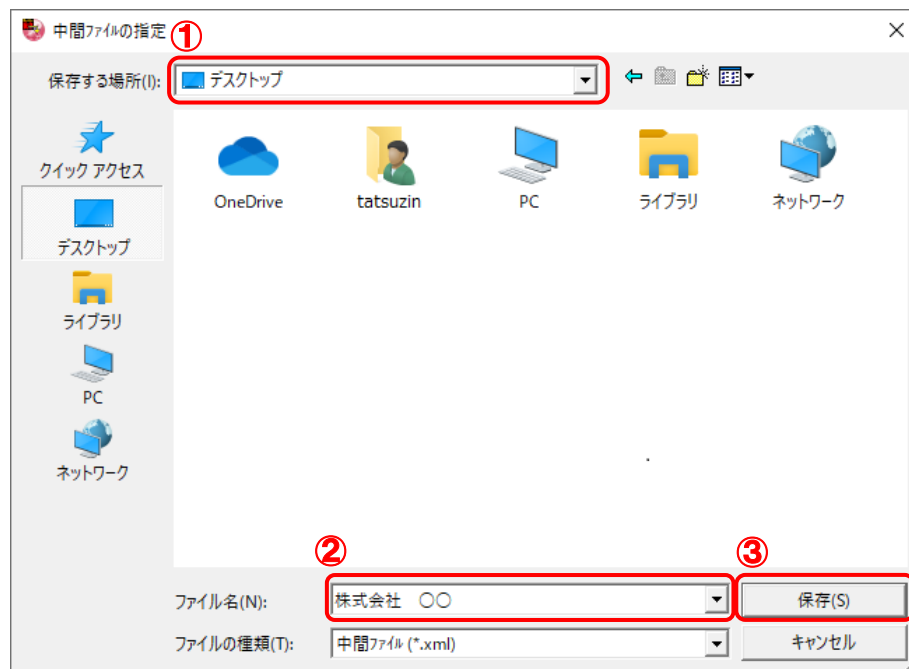 中間ファイルの指定
①
保存する場所(I):
デスクトップ
クイック アクセス
デスクトップ
ライブラリ
PC
ネットワーク
OneDrive
tatsuzin
PC
ライブラリ
ネットワーク
②
③
ファイル名(N):
株式会社　〇〇
保存(S)
ファイルの種類(T):
中間ファイル (*.xml)
キャンセル